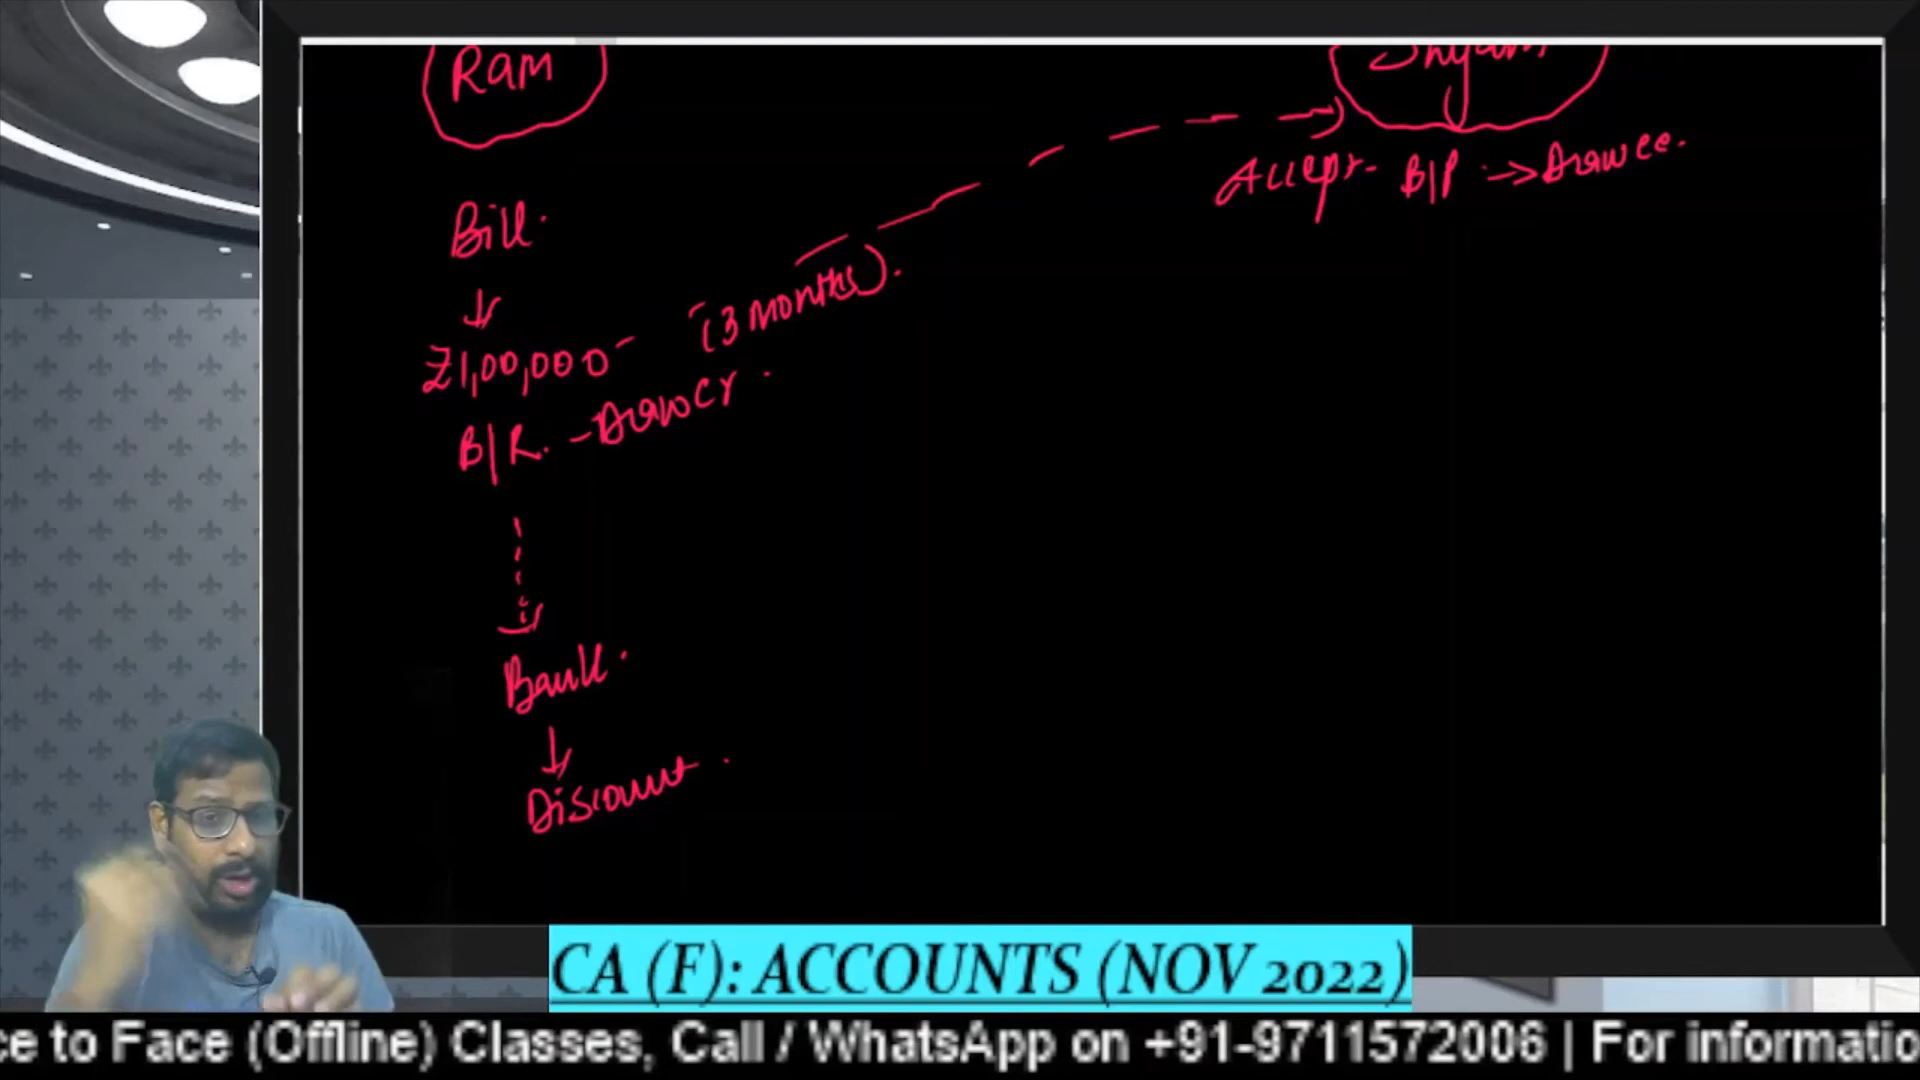 Ram
Shyam
Accept - B/P → Drawee.
Bill.
₹1,00,000 - (3 months).
B/R. - Drawer.
Bank.
Discount.
CA (F): ACCOUNTS (NOV 2022)
ce to Face (Offline) Classes, Call / WhatsApp on +91-9711572006 | For informatio